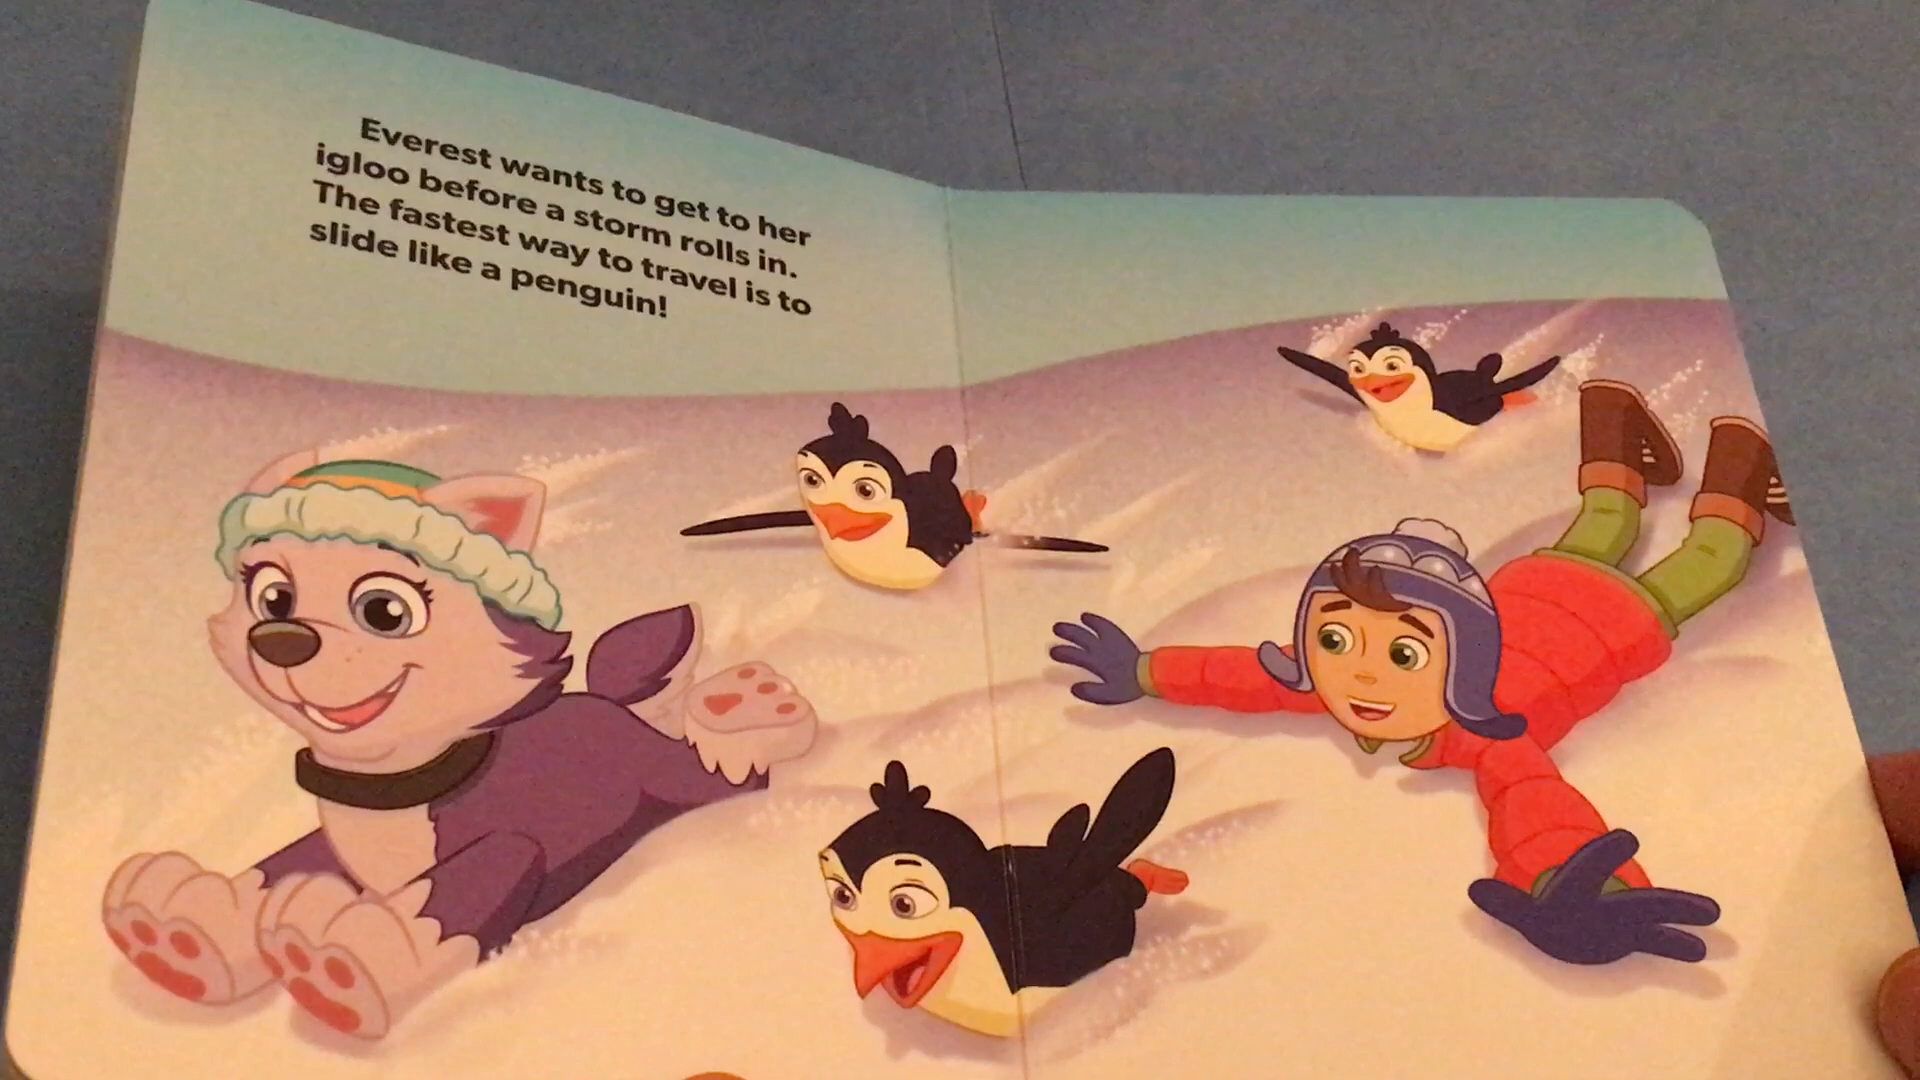 Everest wants to get to her
igloo before a storm rolls in.
The fastest way to travel is to
slide like a penguin!